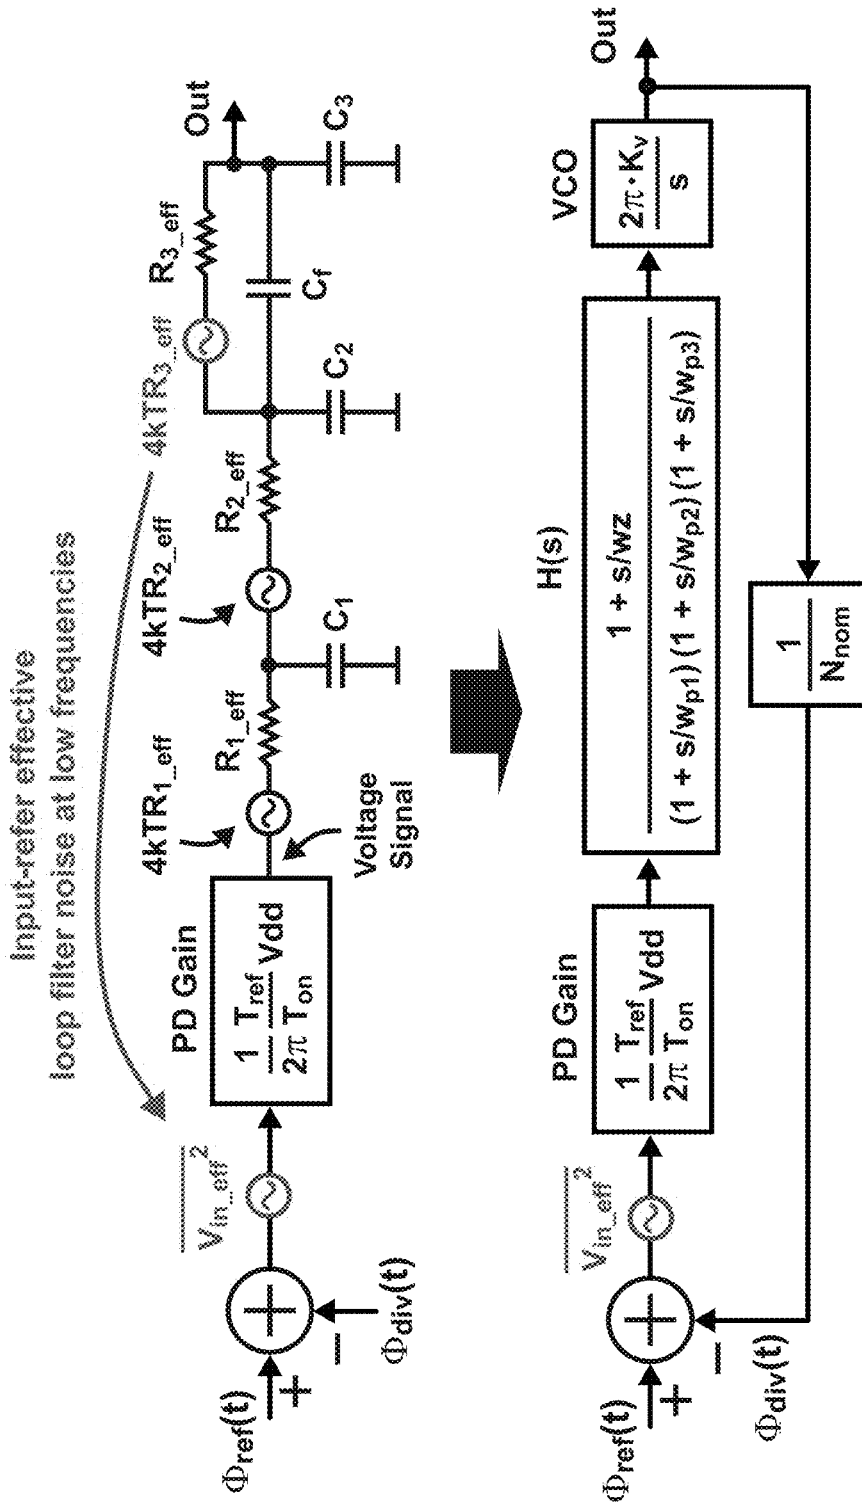 Input-refer effective
loop filter noise at low frequencies
4kTR1_eff
4kTR2_eff
4kTR3_eff
Vin_eff²
PD Gain
1 Tref Vdd
2π Ton
R1_eff
R2_eff
R3_eff
Cf
Out
C1
C2
C3
Voltage
Signal
Φref(t)
+
−
Φdiv(t)
Vin_eff²
PD Gain
1 Tref Vdd
2π Ton
H(s)
1 + s/wz
(1 + s/wp1)(1 + s/wp2)(1 + s/wp3)
VCO
2π·Kv
s
Out
Φref(t)
+
−
Φdiv(t)
1
Nnom